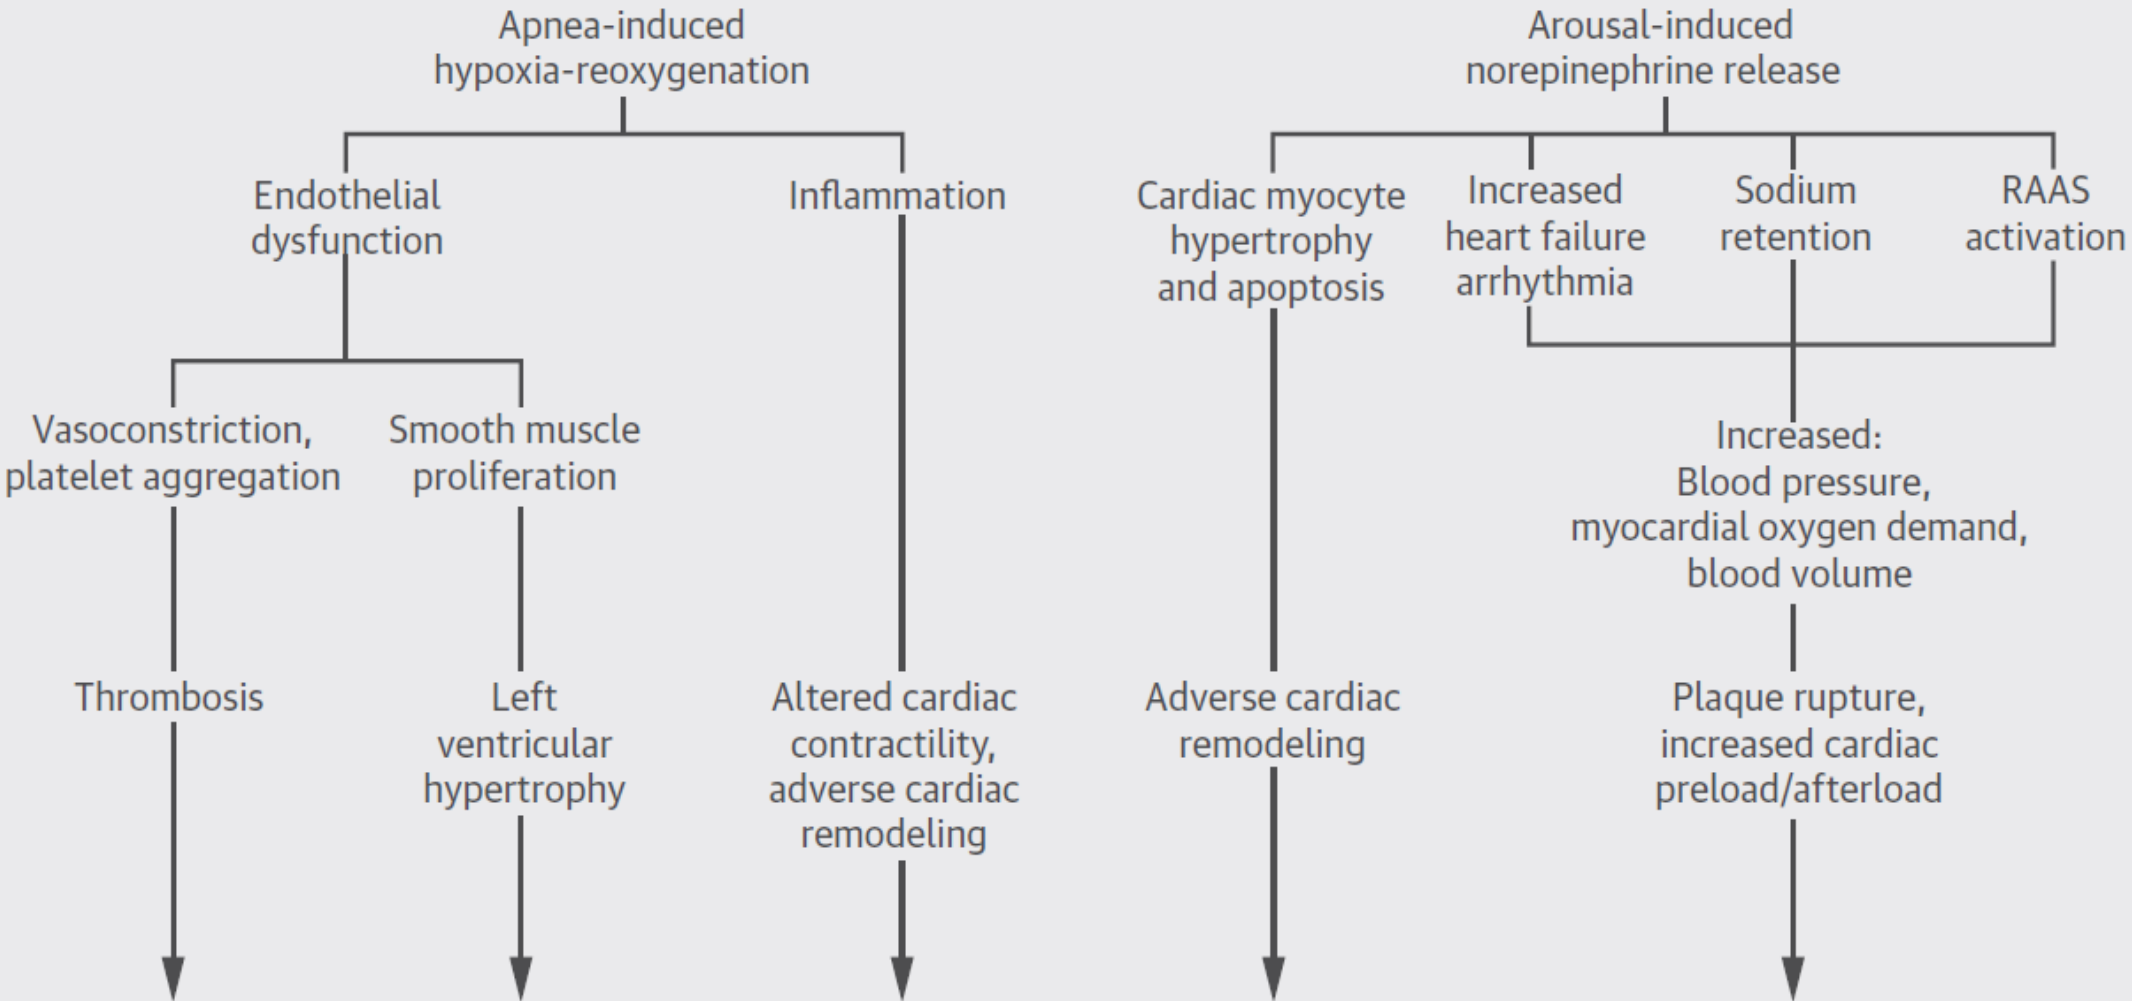 Apnea-induced
hypoxia-reoxygenation
Arousal-induced
norepinephrine release
Endothelial
dysfunction
Inflammation
Cardiac myocyte
hypertrophy
and apoptosis
Increased
heart failure
arrhythmia
Sodium
retention
RAAS
activation
Vasoconstriction,
platelet aggregation
Smooth muscle
proliferation
Increased:
Blood pressure,
myocardial oxygen demand,
blood volume
Thrombosis
Left
ventricular
hypertrophy
Altered cardiac
contractility,
adverse cardiac
remodeling
Adverse cardiac
remodeling
Plaque rupture,
increased cardiac
preload/afterload